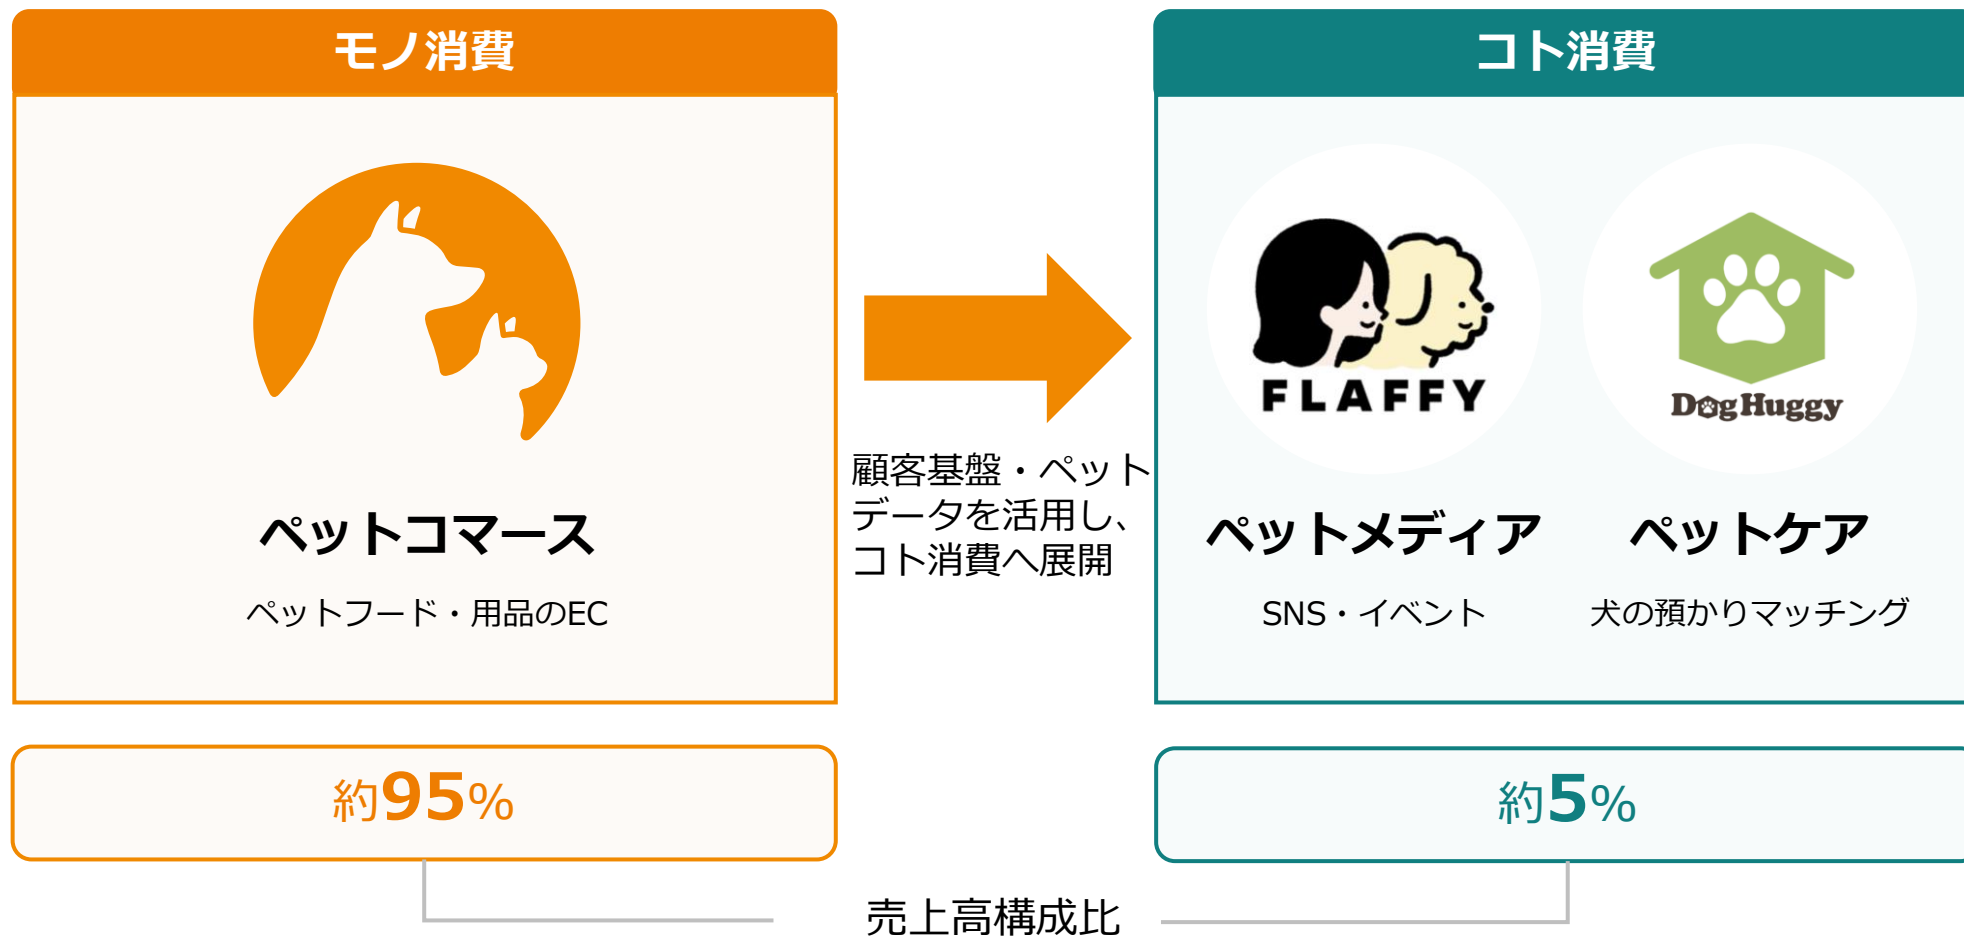 モノ消費
ペットコマース
ペットフード・用品のEC
約95%
顧客基盤・ペット
データを活用し、
コト消費へ展開
コト消費
FLAFFY
DogHuggy
ペットメディア
ペットケア
SNS・イベント
犬の預かりマッチング
約5%
売上高構成比